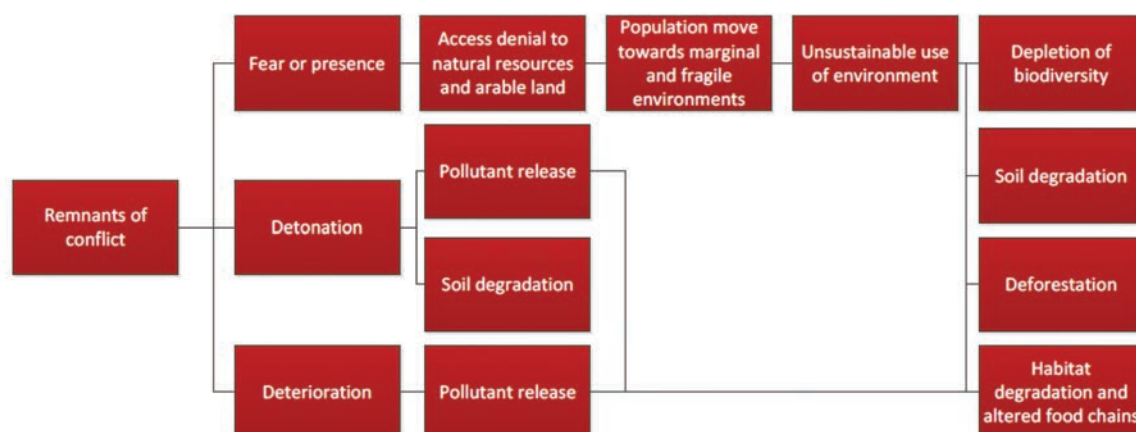 Fear or presence
Access denial to
natural resources
and arable land
Population move
towards marginal
and fragile
environments
Unsustainable use
of environment
Depletion of
biodiversity
Remnants of
conflict
Detonation
Pollutant release
Soil degradation
Soil degradation
Deforestation
Deterioration
Pollutant release
Habitat
degradation and
altered food chains